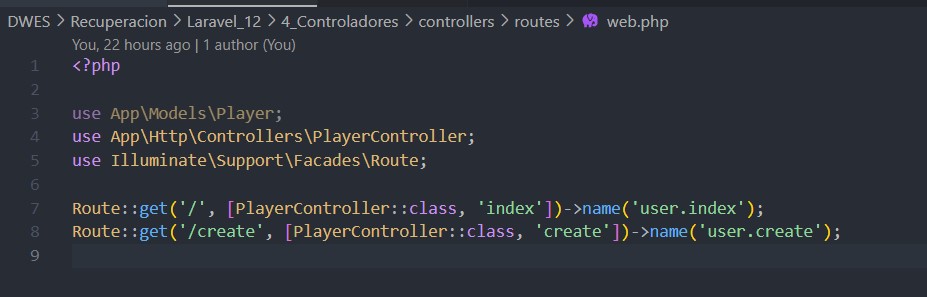 DWES > Recuperacion > Laravel_12 > 4_Controladores > controllers > routes > web.php
You, 22 hours ago | 1 author (You)
1 <?php
2
3 use App\Models\Player;
4 use App\Http\Controllers\PlayerController;
5 use Illuminate\Support\Facades\Route;
6
7 Route::get('/', [PlayerController::class, 'index'])->name('user.index');
8 Route::get('/create', [PlayerController::class, 'create'])->name('user.create');
9